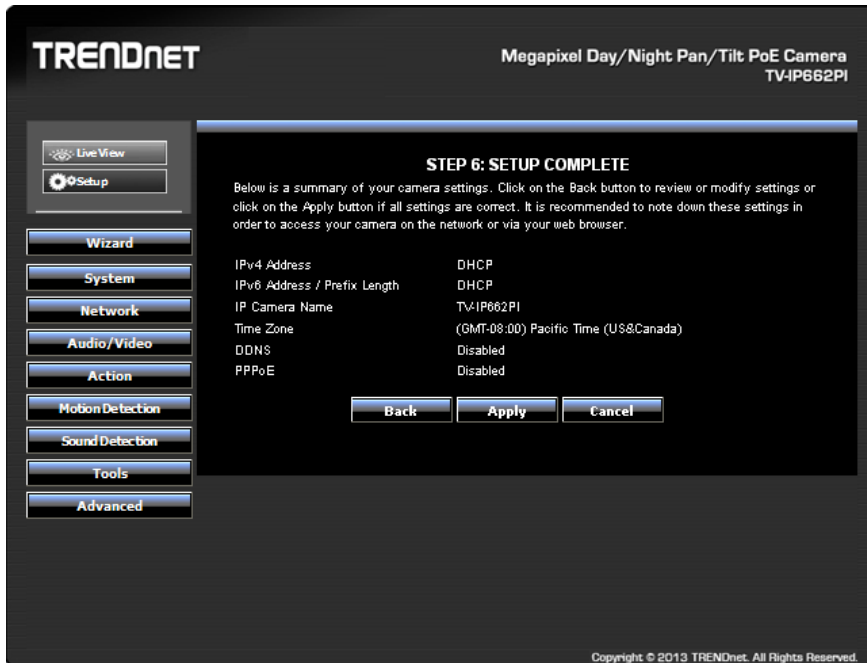 TRENDNET
Megapixel Day/Night Pan/Tilt PoE Camera
TV-IP662PI
Live View
Setup
Wizard
System
Network
Audio/Video
Action
Motion Detection
Sound Detection
Tools
Advanced
STEP 6: SETUP COMPLETE
Below is a summary of your camera settings. Click on the Back button to review or modify settings or
click on the Apply button if all settings are correct. It is recommended to note down these settings in
order to access your camera on the network or via your web browser.
IPv4 Address DHCP
IPv6 Address / Prefix Length DHCP
IP Camera Name TV-IP662PI
Time Zone (GMT-08:00) Pacific Time (US&Canada)
DDNS Disabled
PPPoE Disabled
Back Apply Cancel
Copyright © 2013 TRENDnet. All Rights Reserved.